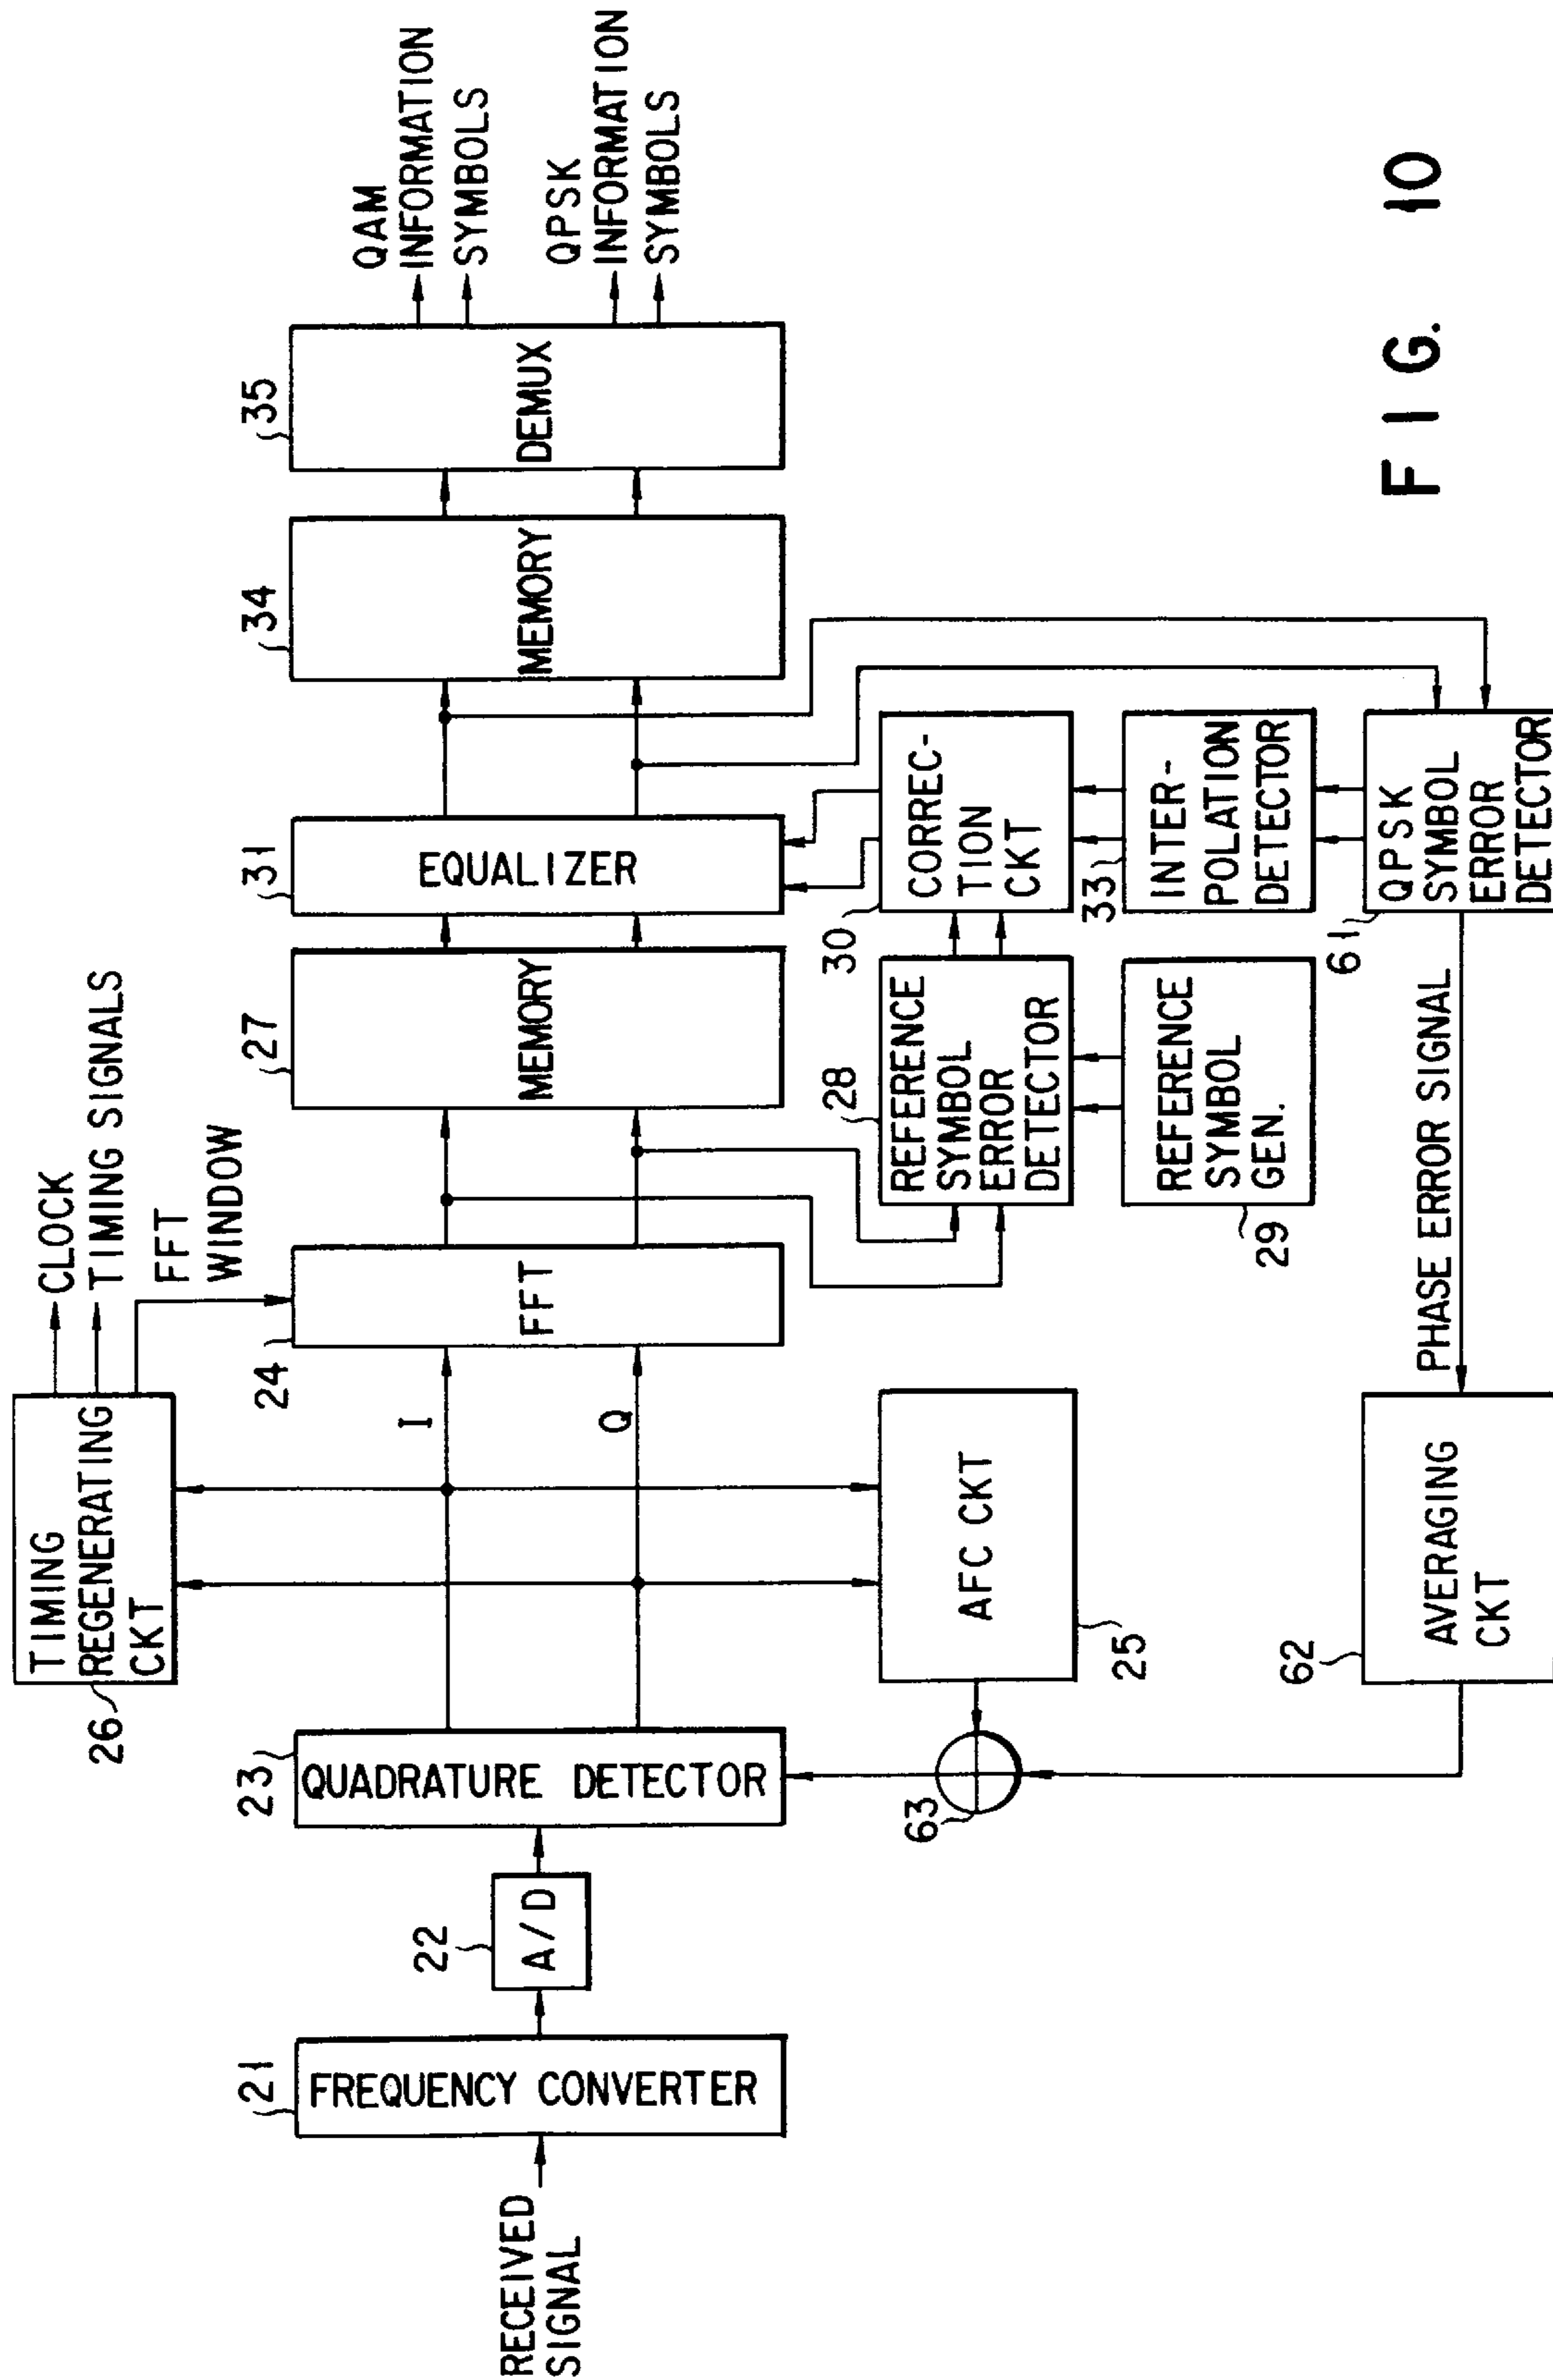 RECEIVED
SIGNAL
21
FREQUENCY CONVERTER
22
A/D
23
QUADRATURE DETECTOR
26
TIMING
REGENERATING
CKT
CLOCK
TIMING SIGNALS
FFT
WINDOW
I
Q
24
FFT
27
MEMORY
31
EQUALIZER
34
MEMORY
35
DEMUX
QAM
INFORMATION
SYMBOLS
QPSK
INFORMATION
SYMBOLS
63
AFC CKT
25
28
REFERENCE
SYMBOL
ERROR
DETECTOR
REFERENCE
SYMBOL
GEN.
29
30
CORREC-
TION
CKT
33
INTER-
POLATION
DETECTOR
61
QPSK
SYMBOL
ERROR
DETECTOR
PHASE ERROR SIGNAL
62
AVERAGING
CKT
FIG. 10